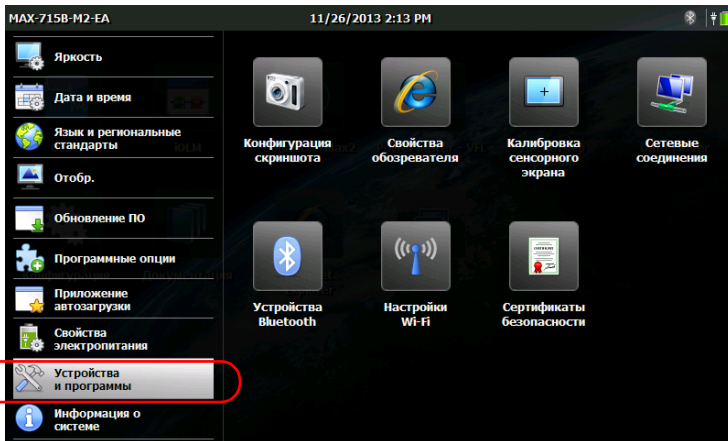 MAX-715B-M2-EA
11/26/2013 2:13 PM
Яркость
Дата и время
Язык и региональные
стандарты
Отобр.
Обновление ПО
Программные опции
Приложение
автозагрузки
Свойства
электропитания
Устройства
и программы
Информация о
системе
Конфигурация
скриншота
Свойства
обозревателя
Калибровка
сенсорного
экрана
Сетевые
соединения
Устройства
Bluetooth
Настройки
Wi-Fi
Сертификаты
безопасности